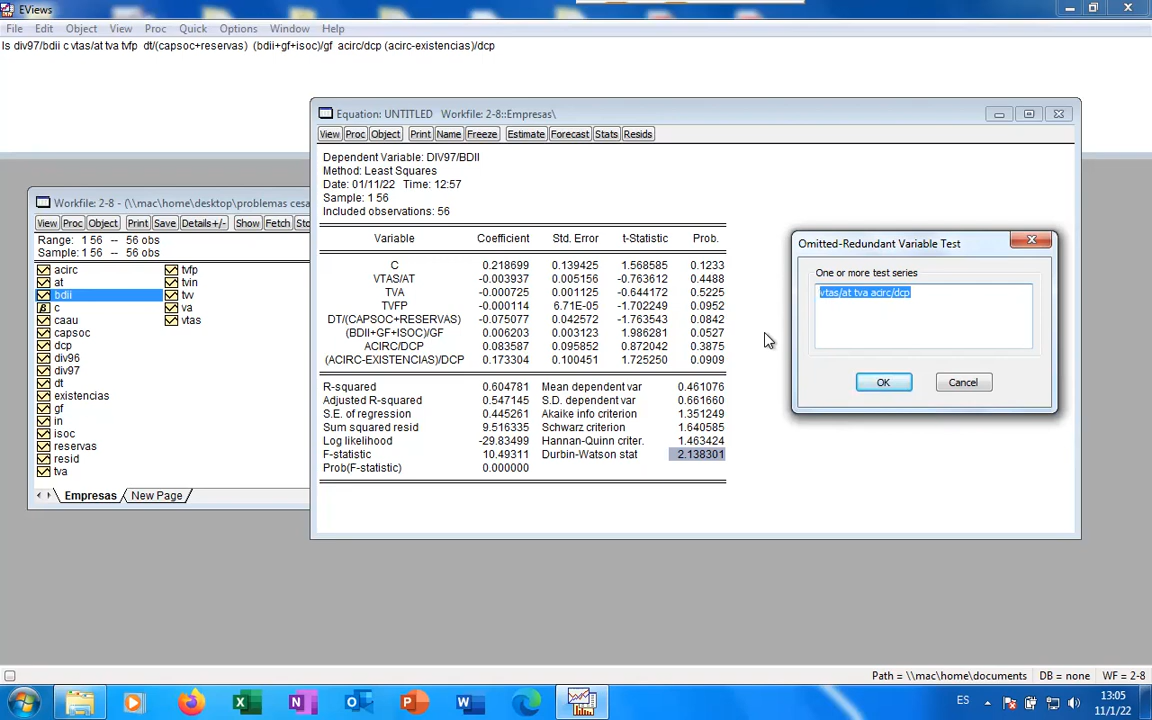 EViews
File Edit Object View Proc Quick Options Window Help
ls div97/bdii c vtas/at tva tvfp dt/(capsoc+reservas) (bdii+gf+isoc)/gf acirc/dcp (acirc-existencias)/dcp
Equation: UNTITLED Workfile: 2-8::Empresas\
View Proc Object Print Name Freeze Estimate Forecast Stats Resids
Dependent Variable: DIV97/BDII
Method: Least Squares
Date: 01/11/22 Time: 12:57
Sample: 1 56
Included observations: 56
Variable Coefficient Std. Error t-Statistic Prob.
C 0.218699 0.139425 1.568585 0.1233
VTAS/AT -0.003937 0.005156 -0.763612 0.4488
TVA -0.000725 0.001126 -0.644172 0.5225
TVFP -0.000114 6.71E-05 -1.702249 0.0952
DT/(CAPSOC+RESERVAS) -0.075077 0.042572 -1.763543 0.0842
(BDII+GF+ISOC)/GF 0.006203 0.003123 1.986281 0.0527
ACIRC/DCP 0.083587 0.095852 0.872042 0.3875
(ACIRC-EXISTENCIAS)/DCP 0.173304 0.100451 1.725250 0.0909
R-squared 0.604781 Mean dependent var 0.461076
Adjusted R-squared 0.547145 S.D. dependent var 0.661660
S.E. of regression 0.445261 Akaike info criterion 1.351249
Sum squared resid 9.516335 Schwarz criterion 1.640585
Log likelihood -29.83499 Hannan-Quinn criter. 1.463424
F-statistic 10.49311 Durbin-Watson stat 2.138301
Prob(F-statistic) 0.000000
Workfile: 2-8 - (\\mac\home\desktop\problemas cesa
View Proc Object Print Save Details+/- Show Fetch Sto
Range: 1 56 -- 56 obs
Sample: 1 56 -- 56 obs
acirc
at
bdii
c
caau
capsoc
dcp
div96
div97
dt
existencias
gf
in
isoc
reservas
resid
tva
tvfp
tvin
tvv
va
vtas
Empresas New Page
Omitted-Redundant Variable Test
One or more test series
vtas/at tva acirc/dcp
OK Cancel
Path = \\mac\home\documents DB = none WF = 2-8
ES
13:05
11/1/22